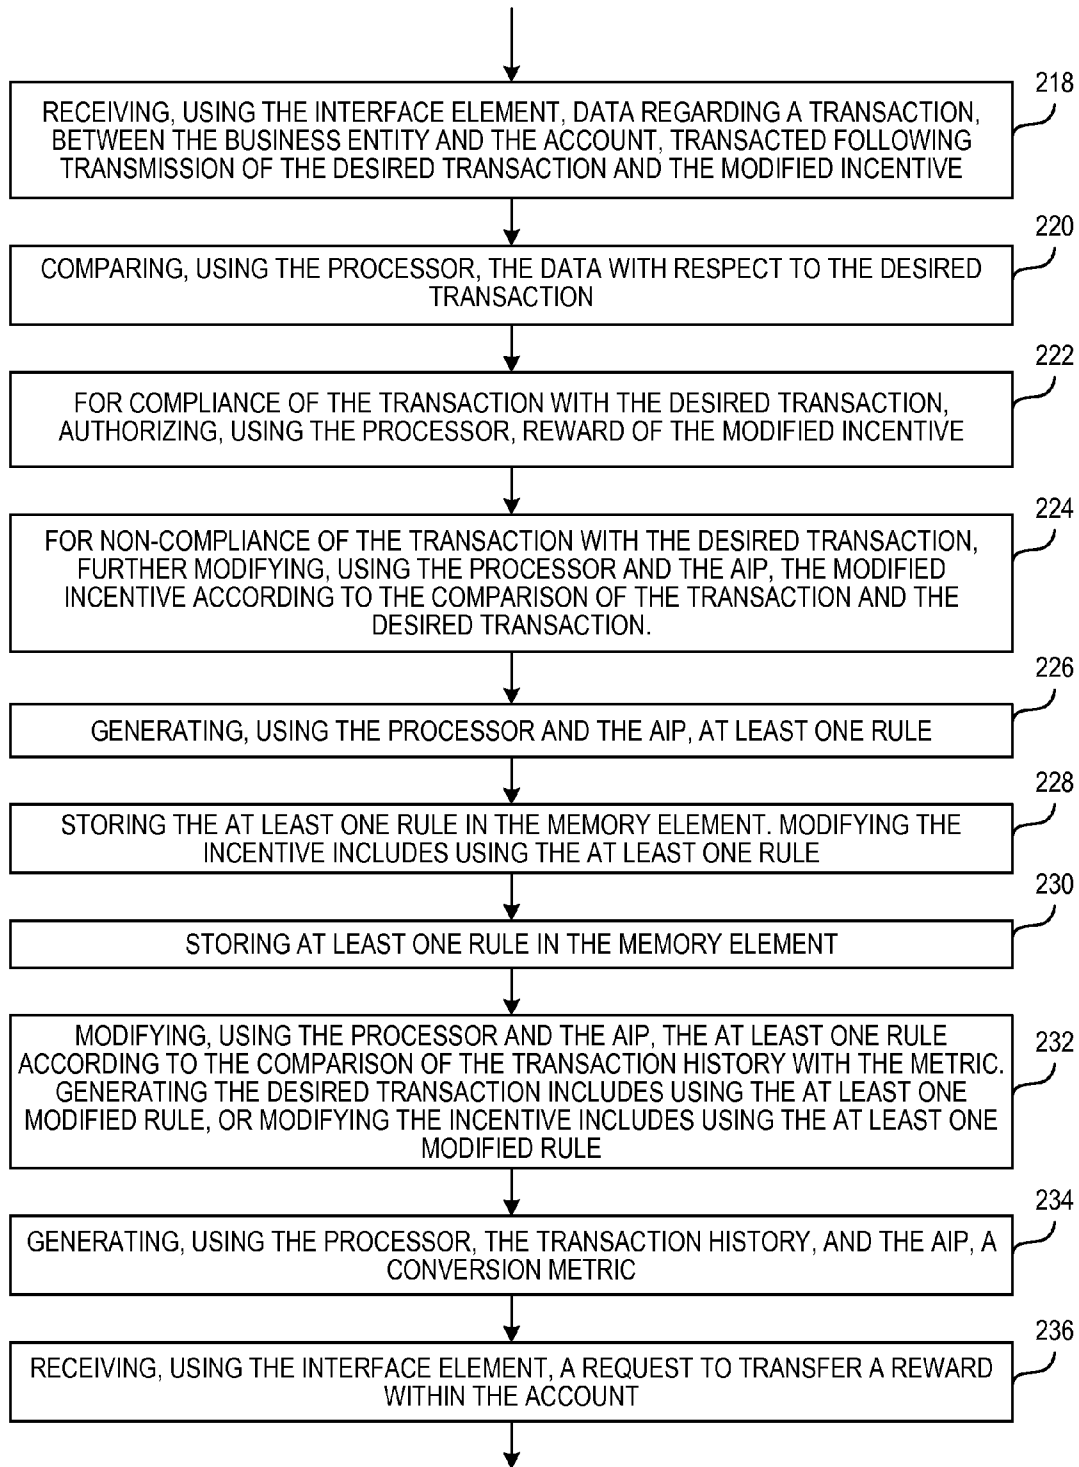 218
RECEIVING, USING THE INTERFACE ELEMENT, DATA REGARDING A TRANSACTION,
BETWEEN THE BUSINESS ENTITY AND THE ACCOUNT, TRANSACTED FOLLOWING
TRANSMISSION OF THE DESIRED TRANSACTION AND THE MODIFIED INCENTIVE
220
COMPARING, USING THE PROCESSOR, THE DATA WITH RESPECT TO THE DESIRED
TRANSACTION
222
FOR COMPLIANCE OF THE TRANSACTION WITH THE DESIRED TRANSACTION,
AUTHORIZING, USING THE PROCESSOR, REWARD OF THE MODIFIED INCENTIVE
224
FOR NON-COMPLIANCE OF THE TRANSACTION WITH THE DESIRED TRANSACTION,
FURTHER MODIFYING, USING THE PROCESSOR AND THE AIP, THE MODIFIED
INCENTIVE ACCORDING TO THE COMPARISON OF THE TRANSACTION AND THE
DESIRED TRANSACTION.
226
GENERATING, USING THE PROCESSOR AND THE AIP, AT LEAST ONE RULE
228
STORING THE AT LEAST ONE RULE IN THE MEMORY ELEMENT. MODIFYING THE
INCENTIVE INCLUDES USING THE AT LEAST ONE RULE
230
STORING AT LEAST ONE RULE IN THE MEMORY ELEMENT
232
MODIFYING, USING THE PROCESSOR AND THE AIP, THE AT LEAST ONE RULE
ACCORDING TO THE COMPARISON OF THE TRANSACTION HISTORY WITH THE METRIC.
GENERATING THE DESIRED TRANSACTION INCLUDES USING THE AT LEAST ONE
MODIFIED RULE, OR MODIFYING THE INCENTIVE INCLUDES USING THE AT LEAST ONE
MODIFIED RULE
234
GENERATING, USING THE PROCESSOR, THE TRANSACTION HISTORY, AND THE AIP, A
CONVERSION METRIC
236
RECEIVING, USING THE INTERFACE ELEMENT, A REQUEST TO TRANSFER A REWARD
WITHIN THE ACCOUNT